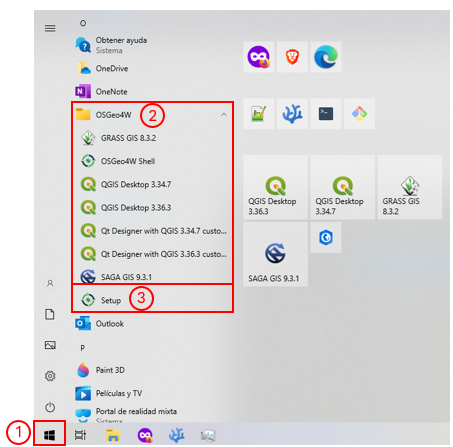 O
Obtener ayuda
Sistema
OneDrive
OneNote
OSGeo4W
2
GRASS GIS 8.3.2
OSGeo4W Shell
QGIS Desktop 3.34.7
QGIS Desktop 3.36.3
Qt Designer with QGIS 3.34.7 custo...
Qt Designer with QGIS 3.36.3 custo...
SAGA GIS 9.3.1
Setup
3
Outlook
P
Paint 3D
Películas y TV
Portal de realidad mixta
Sistema
QGIS Desktop
3.36.3
QGIS Desktop
3.34.7
GRASS GIS
8.3.2
SAGA GIS 9.3.1
1